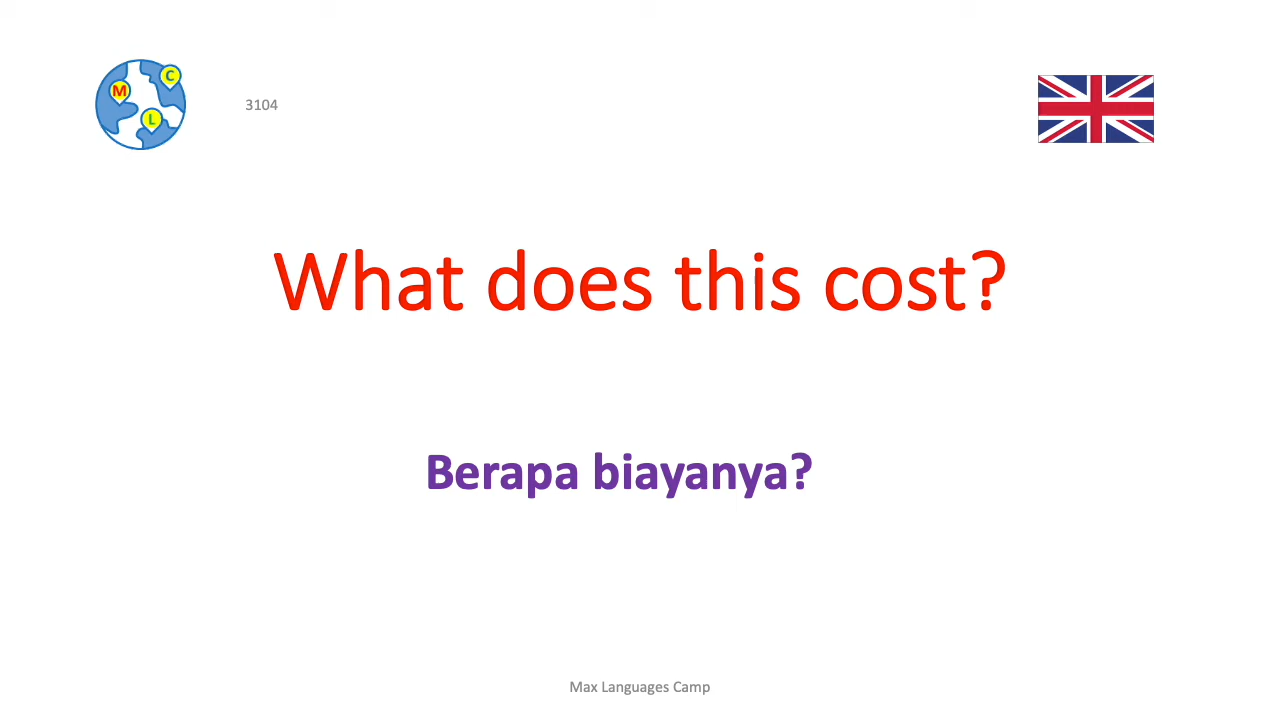 C
M
L
3104
What does this cost?
Berapa biayanya?
Max Languages Camp